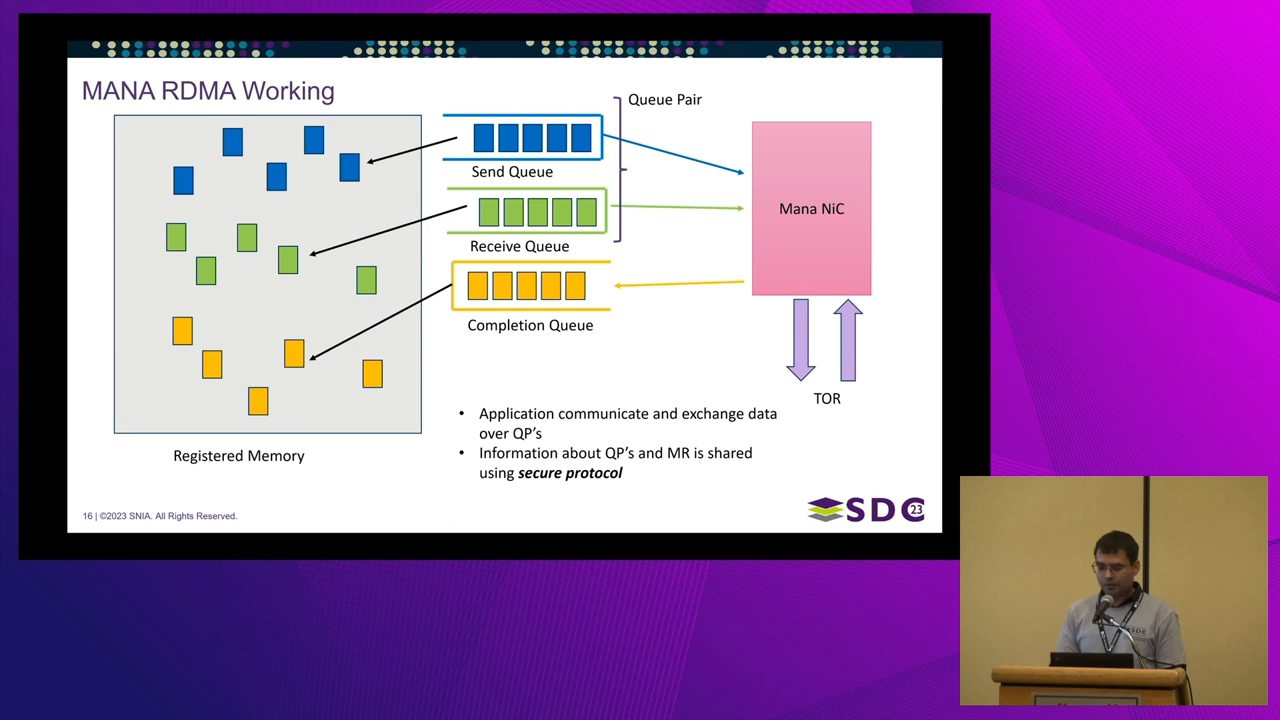 MANA RDMA Working
Queue Pair
Send Queue
Mana NiC
Receive Queue
Completion Queue
TOR
• Application communicate and exchange data
over QP's
• Information about QP's and MR is shared
using secure protocol
Registered Memory
16 | ©2023 SNIA. All Rights Reserved.
SDC 23
SDC